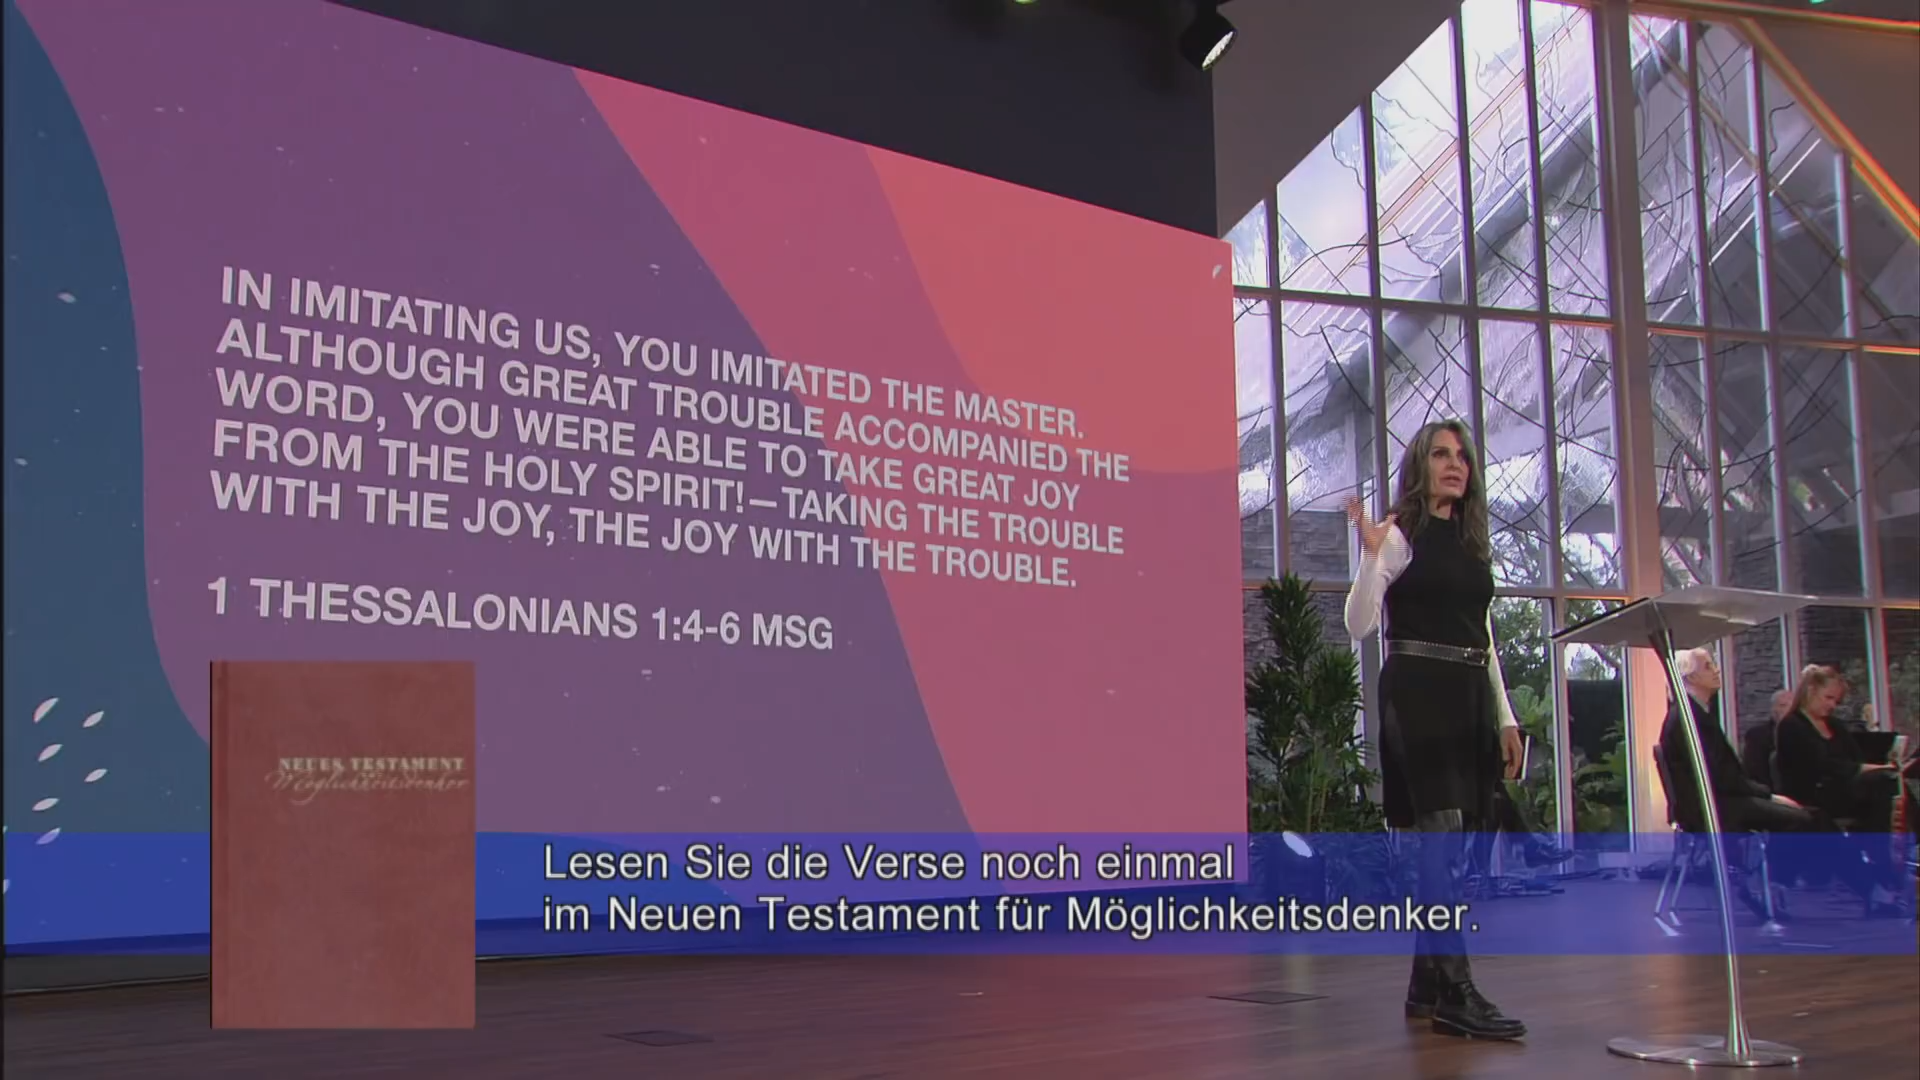 IN IMITATING US, YOU IMITATED THE MASTER.
ALTHOUGH GREAT TROUBLE ACCOMPANIED THE
WORD, YOU WERE ABLE TO TAKE GREAT JOY
FROM THE HOLY SPIRIT!—TAKING THE TROUBLE
WITH THE JOY, THE JOY WITH THE TROUBLE.
1 THESSALONIANS 1:4-6 MSG
NEUES TESTAMENT
Möglichkeitsdenker
Lesen Sie die Verse noch einmal
im Neuen Testament für Möglichkeitsdenker.